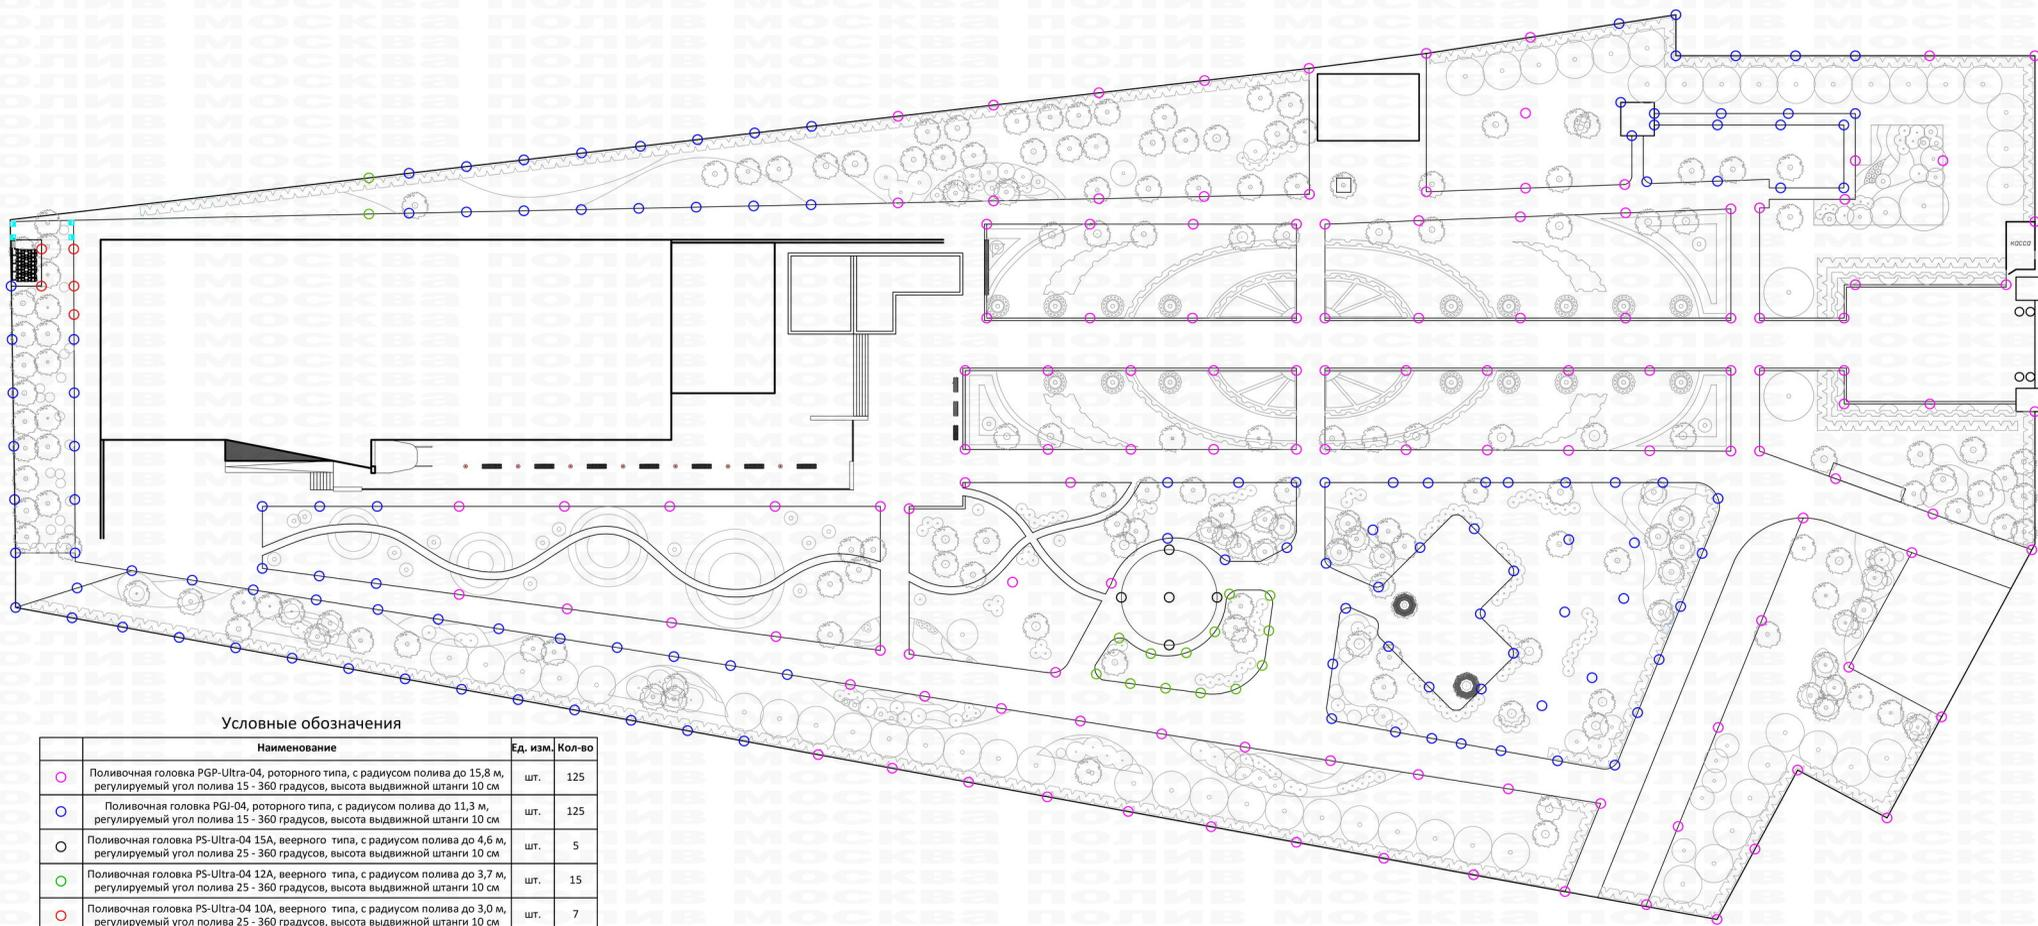 касса
Условные обозначения
Наименование Ед. изм. Кол-во
Поливочная головка PGP-Ultra-04, роторного типа, с радиусом полива до 15,8 м,
регулируемый угол полива 15 - 360 градусов, высота выдвижной штанги 10 см
шт. 125
Поливочная головка PGJ-04, роторного типа, с радиусом полива до 11,3 м,
регулируемый угол полива 15 - 360 градусов, высота выдвижной штанги 10 см
шт. 125
Поливочная головка PS-Ultra-04 15А, веерного типа, с радиусом полива до 4,6 м,
регулируемый угол полива 25 - 360 градусов, высота выдвижной штанги 10 см
шт. 5
Поливочная головка PS-Ultra-04 12А, веерного типа, с радиусом полива до 3,7 м,
регулируемый угол полива 25 - 360 градусов, высота выдвижной штанги 10 см
шт. 15
Поливочная головка PS-Ultra-04 10А, веерного типа, с радиусом полива до 3,0 м,
регулируемый угол полива 25 - 360 градусов, высота выдвижной штанги 10 см
шт. 7